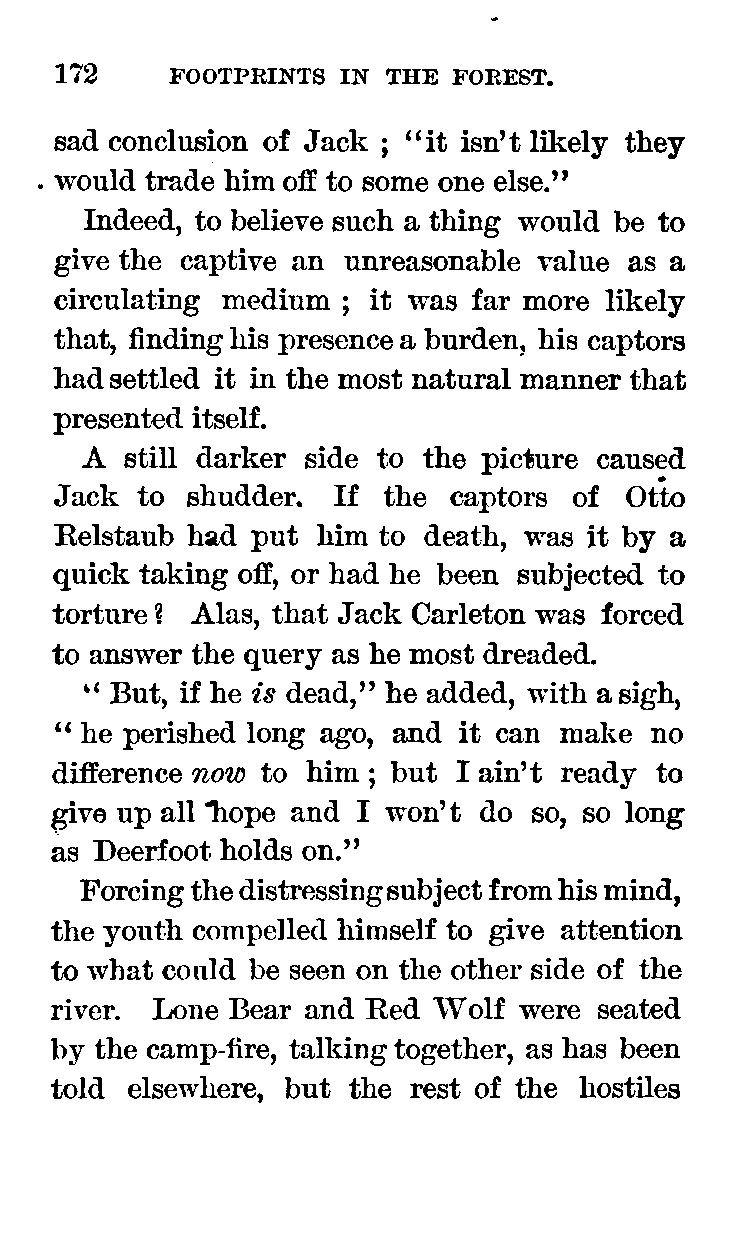 172 FOOTPRINTS IN THE FOREST.
sad conclusion of Jack ; "it isn't likely they
would trade him off to some one else."
Indeed, to believe such a thing would be to
give the captive an unreasonable value as a
circulating medium ; it was far more likely
that, finding his presence a burden, his captors
had settled it in the most natural manner that
presented itself.
A still darker side to the picture caused
Jack to shudder. If the captors of Otto
Relstaub had put him to death, was it by a
quick taking off, or had he been subjected to
torture? Alas, that Jack Carleton was forced
to answer the query as he most dreaded.
" But, if he is dead," he added, with a sigh,
" he perished long ago, and it can make no
difference now to him ; but I ain't ready to
give up all hope and I won't do so, so long
as Deerfoot holds on."
Forcing the distressing subject from his mind,
the youth compelled himself to give attention
to what could be seen on the other side of the
river. Lone Bear and Red Wolf were seated
by the camp-fire, talking together, as has been
told elsewhere, but the rest of the hostiles